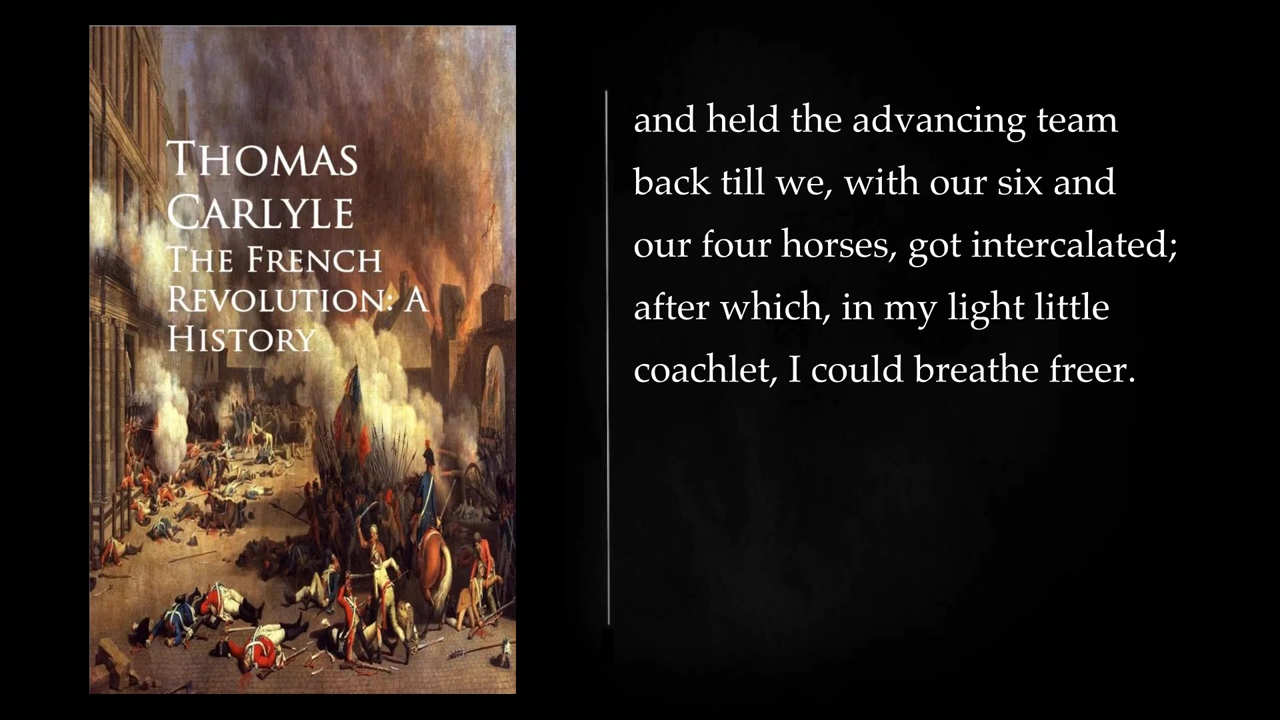 THOMAS
CARLYLE
THE FRENCH
REVOLUTION: A
HISTORY
and held the advancing team
back till we, with our six and
our four horses, got intercalated;
after which, in my light little
coachlet, I could breathe freer.